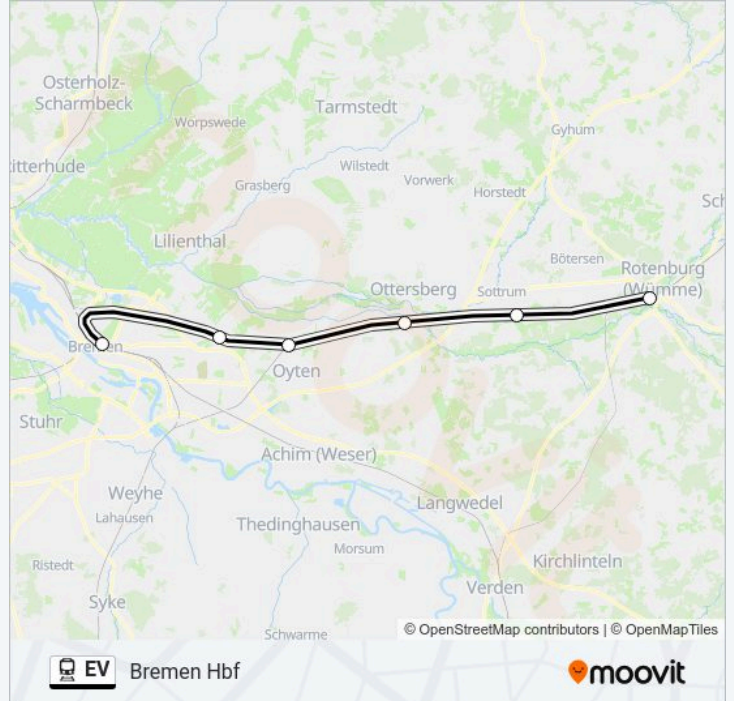 Osterholz-
Scharmbeck
Tarmstedt
Worpswede
Gyhum
itterhude
Wilstedt
Vorwerk
Grasberg
Horstedt
Sch
Lilienthal
Bötersen
Rotenburg
(Wümme)
Ottersberg
Sottrum
Bremen
Oyten
Stuhr
Achim (Weser)
Weyhe
Langwedel
Lahausen
Thedinghausen
Morsum
Ristedt
Kirchlinteln
Verden
Syke
Schwarme
© OpenStreetMap contributors | © OpenMapTiles
EV Bremen Hbf
moovit